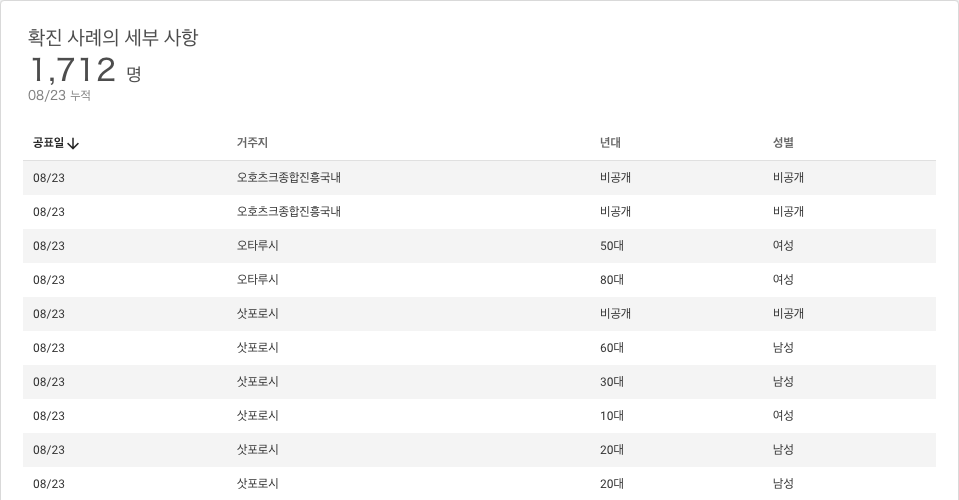 확진 사례의 세부 사항
1,712 명
08/23 누적
공표일 거주지 년대 성별
08/23 오호츠크종합진흥국내 비공개 비공개
08/23 오호츠크종합진흥국내 비공개 비공개
08/23 오타루시 50대 여성
08/23 오타루시 80대 여성
08/23 삿포로시 비공개 비공개
08/23 삿포로시 60대 남성
08/23 삿포로시 30대 남성
08/23 삿포로시 10대 여성
08/23 삿포로시 20대 남성
08/23 삿포로시 20대 남성